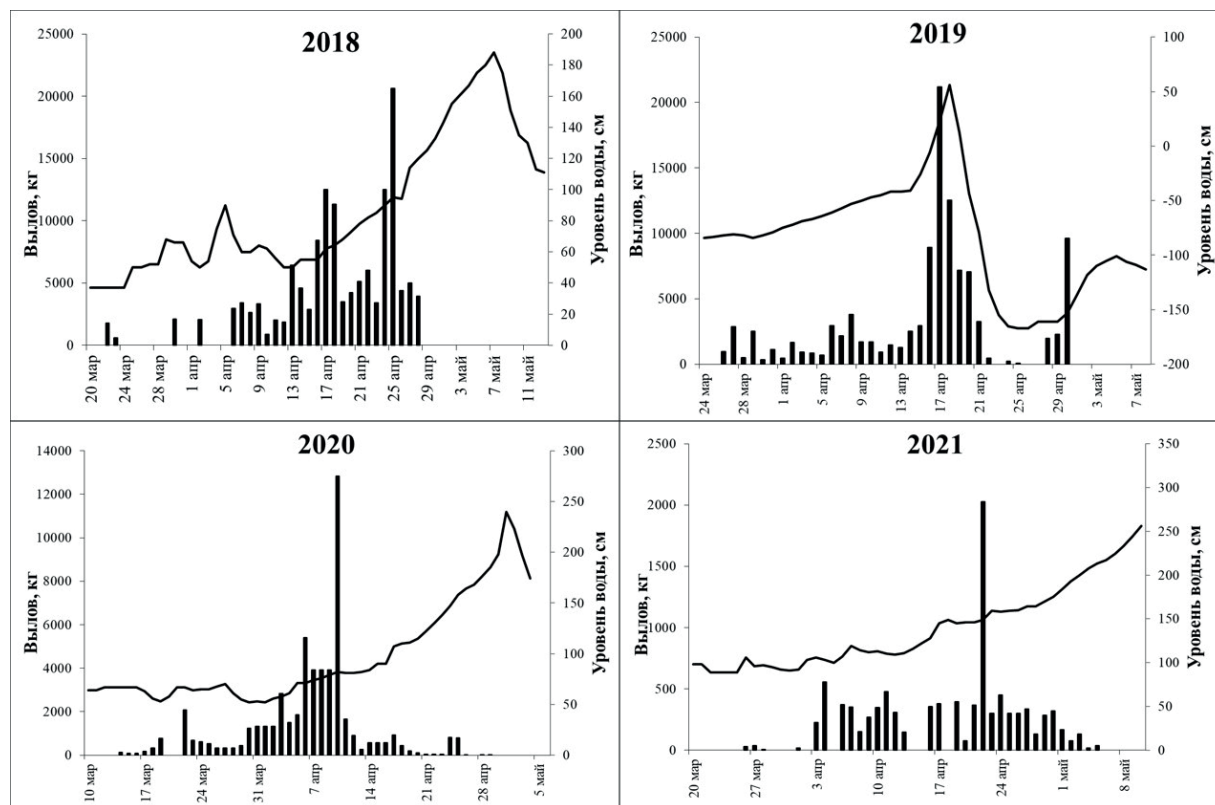 2018
Вылов, кг
25000
20000
15000
10000
5000
0
200
180
160
140
120
100
80
60
40
20
0
Уровень воды, см
20 мар
24 мар
28 мар
1 апр
5 апр
9 апр
13 апр
17 апр
21 апр
25 апр
29 апр
3 май
7 май
11 май
2019
Вылов, кг
25000
20000
15000
10000
5000
0
100
50
0
-50
-100
-150
-200
Уровень воды, см
24 мар
28 мар
1 апр
5 апр
9 апр
13 апр
17 апр
21 апр
25 апр
29 апр
3 май
7 май
2020
Вылов, кг
14000
12000
10000
8000
6000
4000
2000
0
300
250
200
150
100
50
0
Уровень воды, см
10 мар
17 мар
24 мар
31 мар
7 апр
14 апр
21 апр
28 апр
5 май
2021
Вылов, кг
2500
2000
1500
1000
500
0
350
300
250
200
150
100
50
0
Уровень воды, см
20 мар
27 мар
3 апр
10 апр
17 апр
24 апр
1 май
8 май